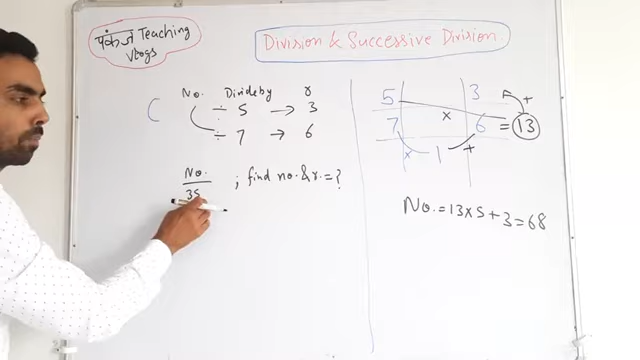 पंकज Teaching
Vlogs
Division & Successive Division.
No. Divide by r
÷ 5 → 3
÷ 7 → 6
No.
35
; find no. & r. = ?
5 3 +
x
7 6 = 13
x 1 +
No. = 13 x 5 + 3 = 68